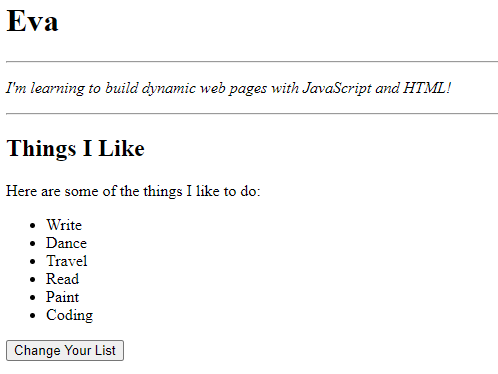 Eva
I'm learning to build dynamic web pages with JavaScript and HTML!
Things I Like
Here are some of the things I like to do:
Write
Dance
Travel
Read
Paint
Coding
Change Your List